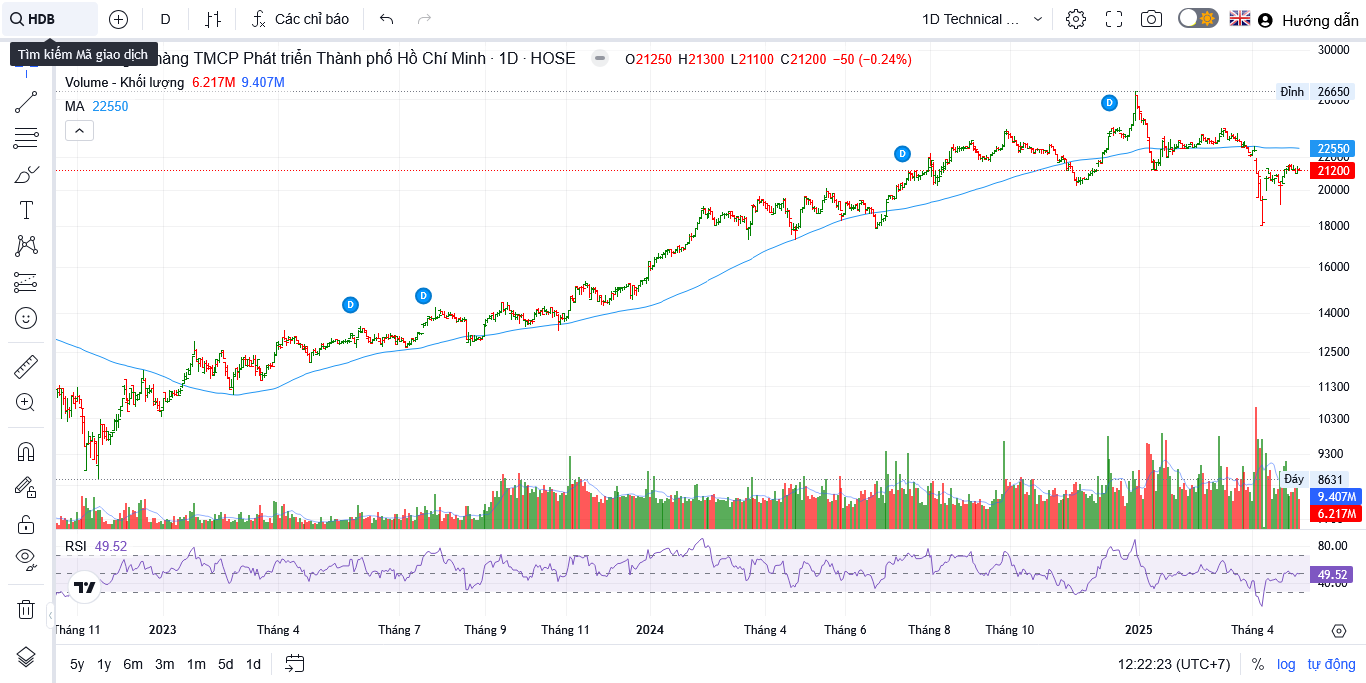 HDB D Các chỉ báo 1D Technical ... Hướng dẫn
Tìm kiếm Mã giao dịch
hàng TMCP Phát triển Thành phố Hồ Chí Minh · 1D · HOSE O21250 H21300 L21100 C21200 −50 (−0.24%)
Volume - Khối lượng 6.217M 9.407M
MA 22550
30000
Đỉnh 26650
D
22550
D
22000
21200
20000
18000
16000
D
D
14000
12500
11300
10300
9300
Đáy 8631
9.407M
6.217M
RSI 49.52
80.00
49.52
40.00
Tháng 11 2023 Tháng 4 Tháng 7 Tháng 9 Tháng 11 2024 Tháng 4 Tháng 6 Tháng 8 Tháng 10 2025 Tháng 4
5y 1y 6m 3m 1m 5d 1d 12:22:23 (UTC+7) % log tự động